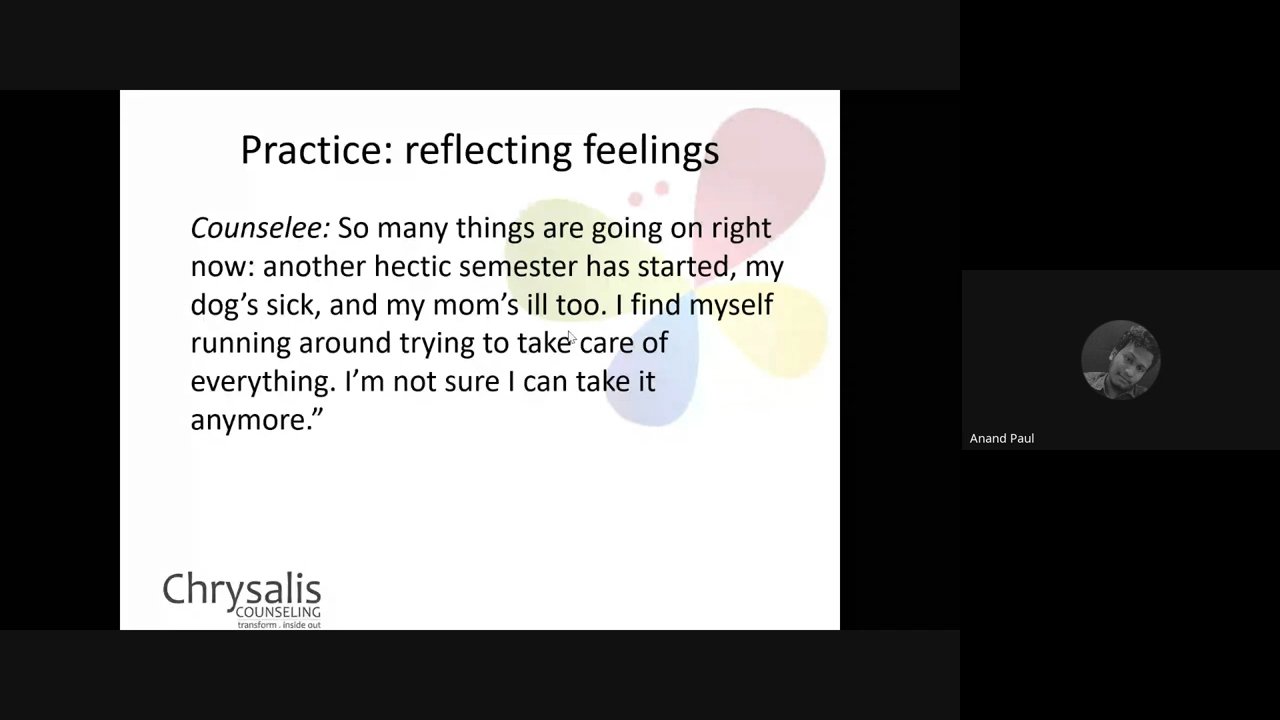 Practice: reflecting feelings
Counselee: So many things are going on right
now: another hectic semester has started, my
dog’s sick, and my mom’s ill too. I find myself
running around trying to take care of
everything. I’m not sure I can take it
anymore.”
Anand Paul
Chrysalis
COUNSELING
transform . inside out